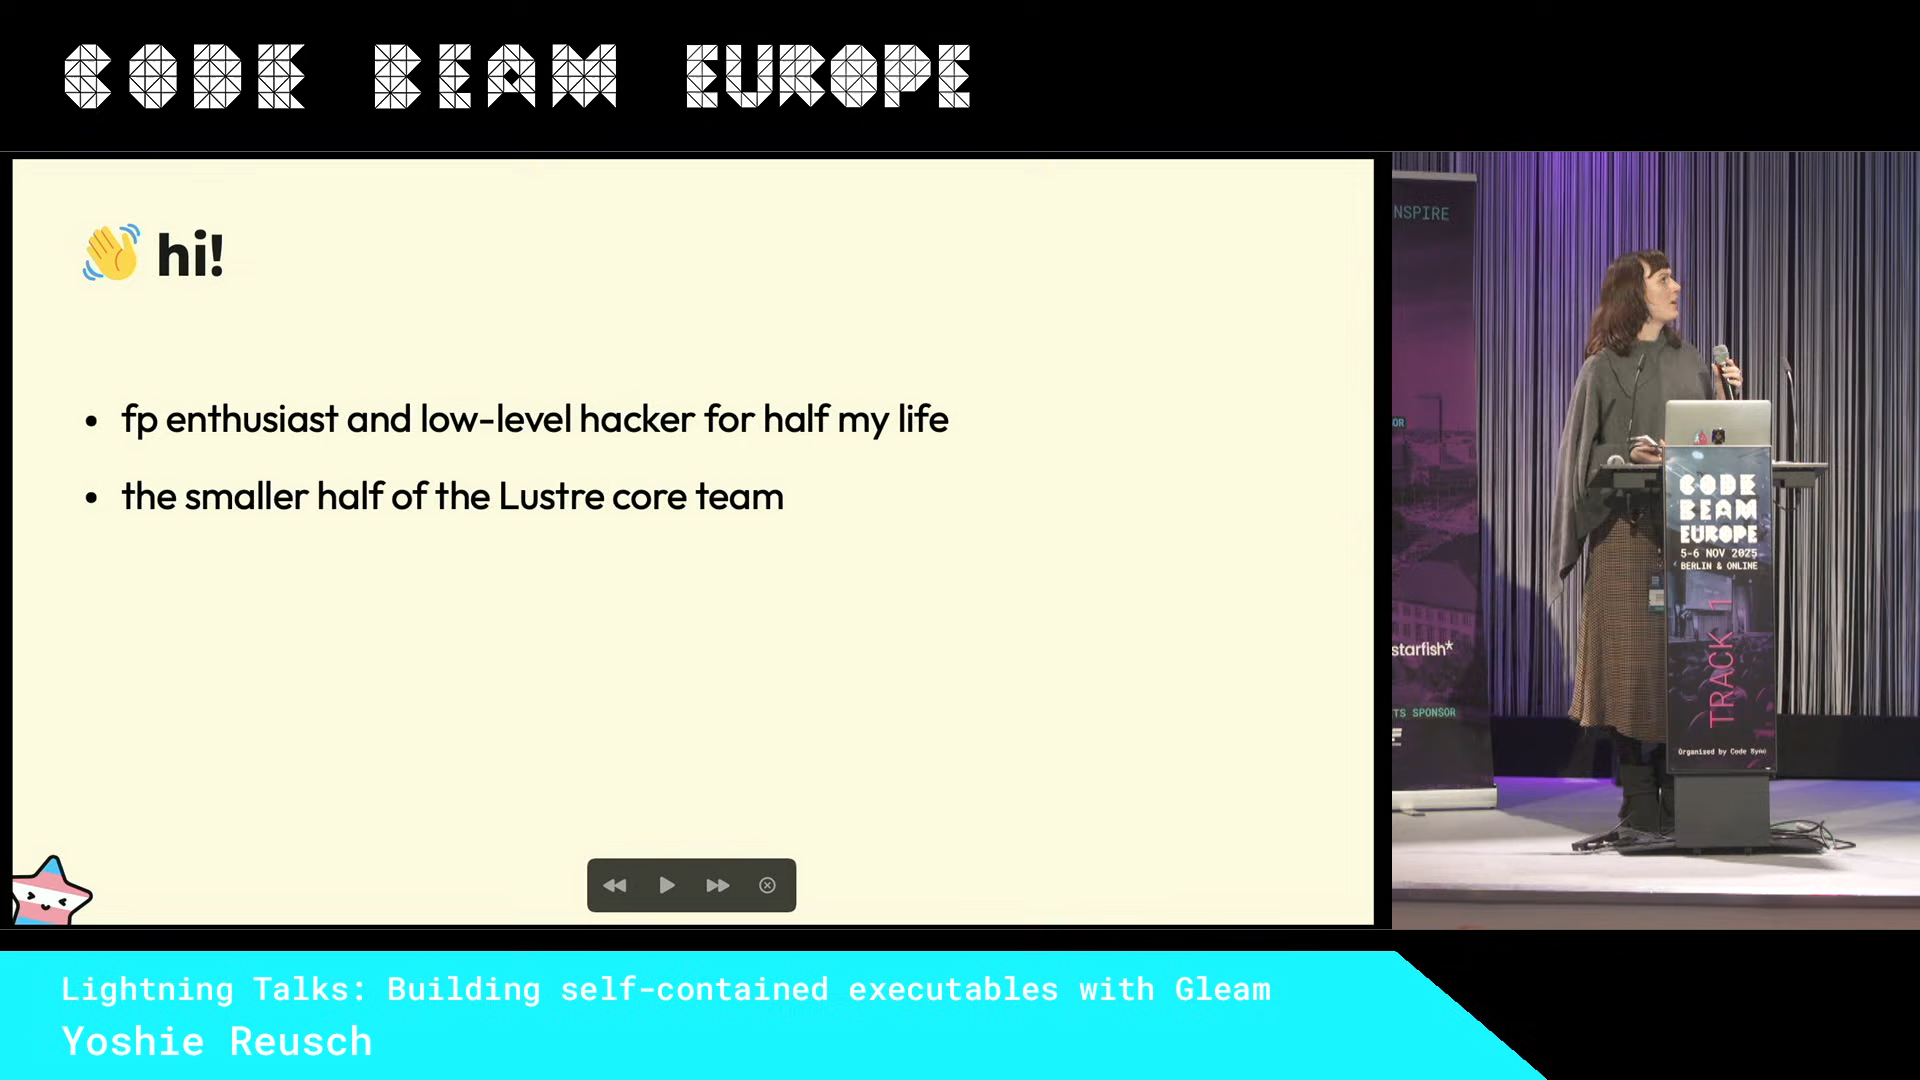 CODE BEAM EUROPE
👋 hi!
• fp enthusiast and low-level hacker for half my life
• the smaller half of the Lustre core team
NSPIRE
OR
starfish*
TS SPONSOR
CODE
BEAM
EUROPE
5-6 NOV 2025
BERLIN & ONLINE
TRACK 1
Organised by Code Sync
Lightning Talks: Building self-contained executables with Gleam
Yoshie Reusch